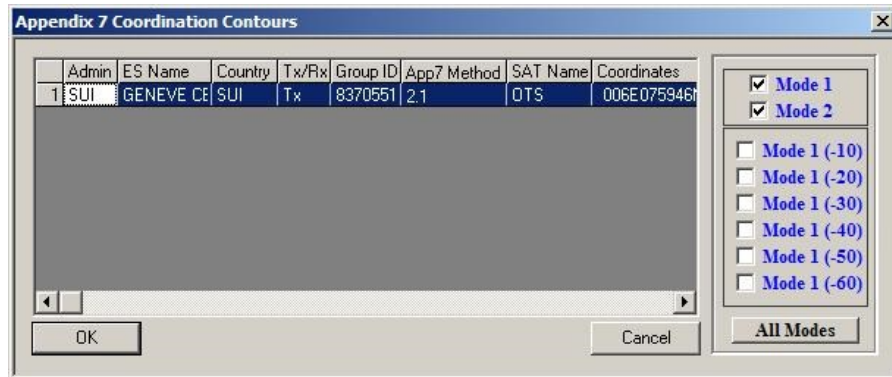 Appendix 7 Coordination Contours
Admin ES Name Country Tx/Rx Group ID App7 Method SAT Name Coordinates
1 SUI GENEVE CE SUI Tx 8370551 2.1 OTS 006E075946N
Mode 1
Mode 2
Mode 1 (-10)
Mode 1 (-20)
Mode 1 (-30)
Mode 1 (-40)
Mode 1 (-50)
Mode 1 (-60)
OK Cancel All Modes